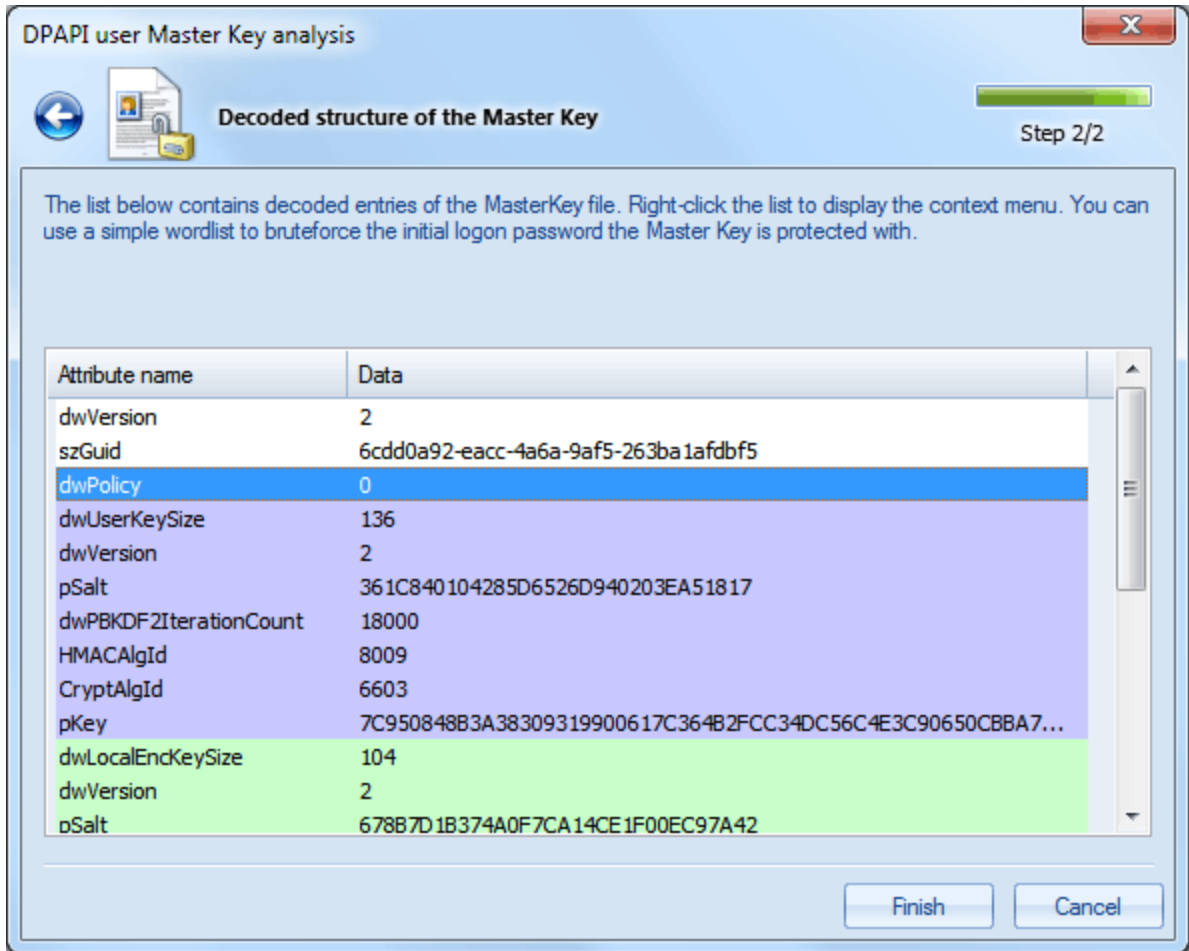 DPAPI user Master Key analysis
Decoded structure of the Master Key
Step 2/2
The list below contains decoded entries of the MasterKey file. Right-click the list to display the context menu. You can
use a simple wordlist to bruteforce the initial logon password the Master Key is protected with.
Attribute name Data
dwVersion 2
szGuid 6cdd0a92-eacc-4a6a-9af5-263ba1afdbf5
dwPolicy 0
dwUserKeySize 136
dwVersion 2
pSalt 361C840104285D6526D940203EA51817
dwPBKDF2IterationCount 18000
HMACAlgId 8009
CryptAlgId 6603
pKey 7C950848B3A38309319900617C364B2FCC34DC56C4E3C90650CBBA7...
dwLocalEncKeySize 104
dwVersion 2
pSalt 678B7D1B374A0F7CA14CE1F00EC97A42
Finish Cancel